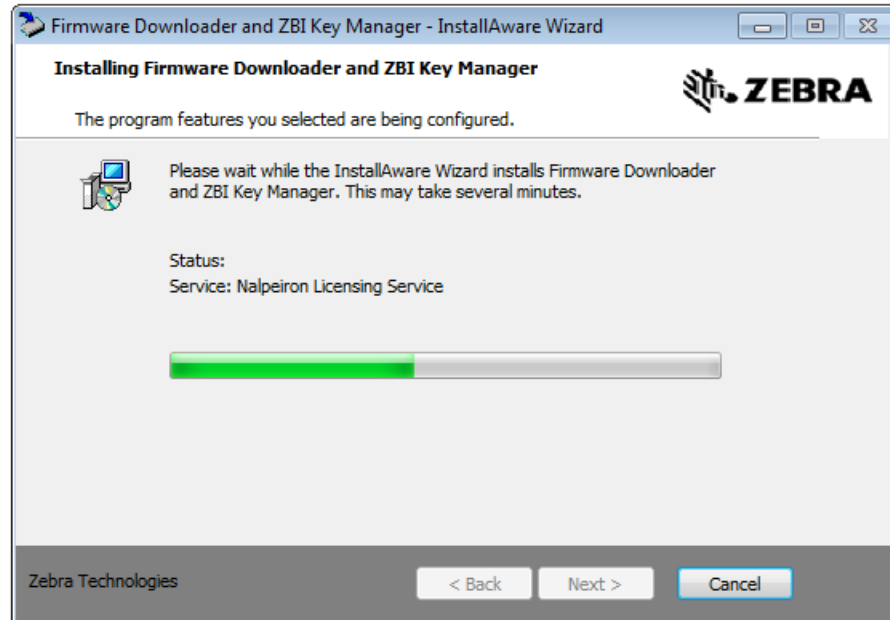 Firmware Downloader and ZBI Key Manager - InstallAware Wizard
Installing Firmware Downloader and ZBI Key Manager
ZEBRA
The program features you selected are being configured.
Please wait while the InstallAware Wizard installs Firmware Downloader
and ZBI Key Manager. This may take several minutes.
Status:
Service: Nalpeiron Licensing Service
Zebra Technologies
< Back
Next >
Cancel